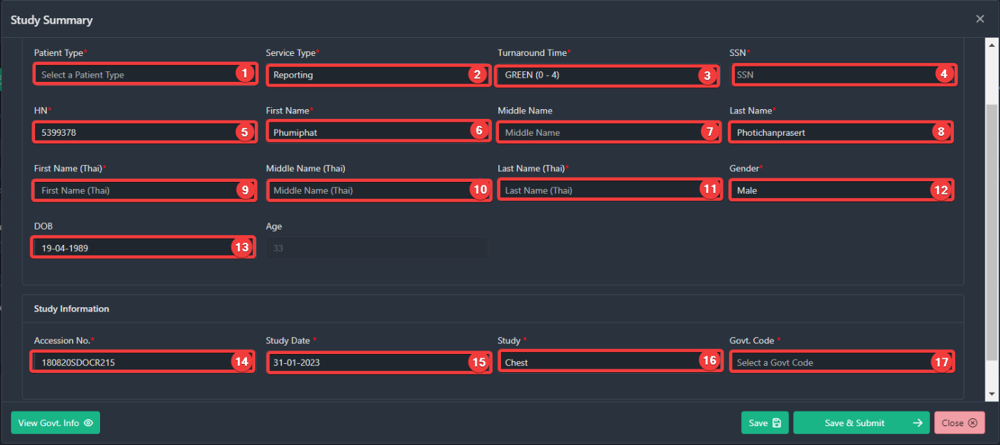 Study Summary
Patient Type* Service Type* Turnaround Time* SSN*
Select a Patient Type 1 Reporting 2 GREEN (0 - 4) 3 SSN 4
HN* First Name* Middle Name Last Name*
5399378 5 Phumiphat 6 Middle Name 7 Photichanprasert 8
First Name (Thai)* Middle Name (Thai) Last Name (Thai)* Gender*
First Name (Thai) 9 Middle Name (Thai) 10 Last Name (Thai) 11 Male 12
DOB Age
19-04-1989 13 33
Study Information
Accession No.* Study Date * Study * Govt. Code *
180820SDOCR215 14 31-01-2023 15 Chest 16 Select a Govt Code 17
View Govt. Info Save Save & Submit Close